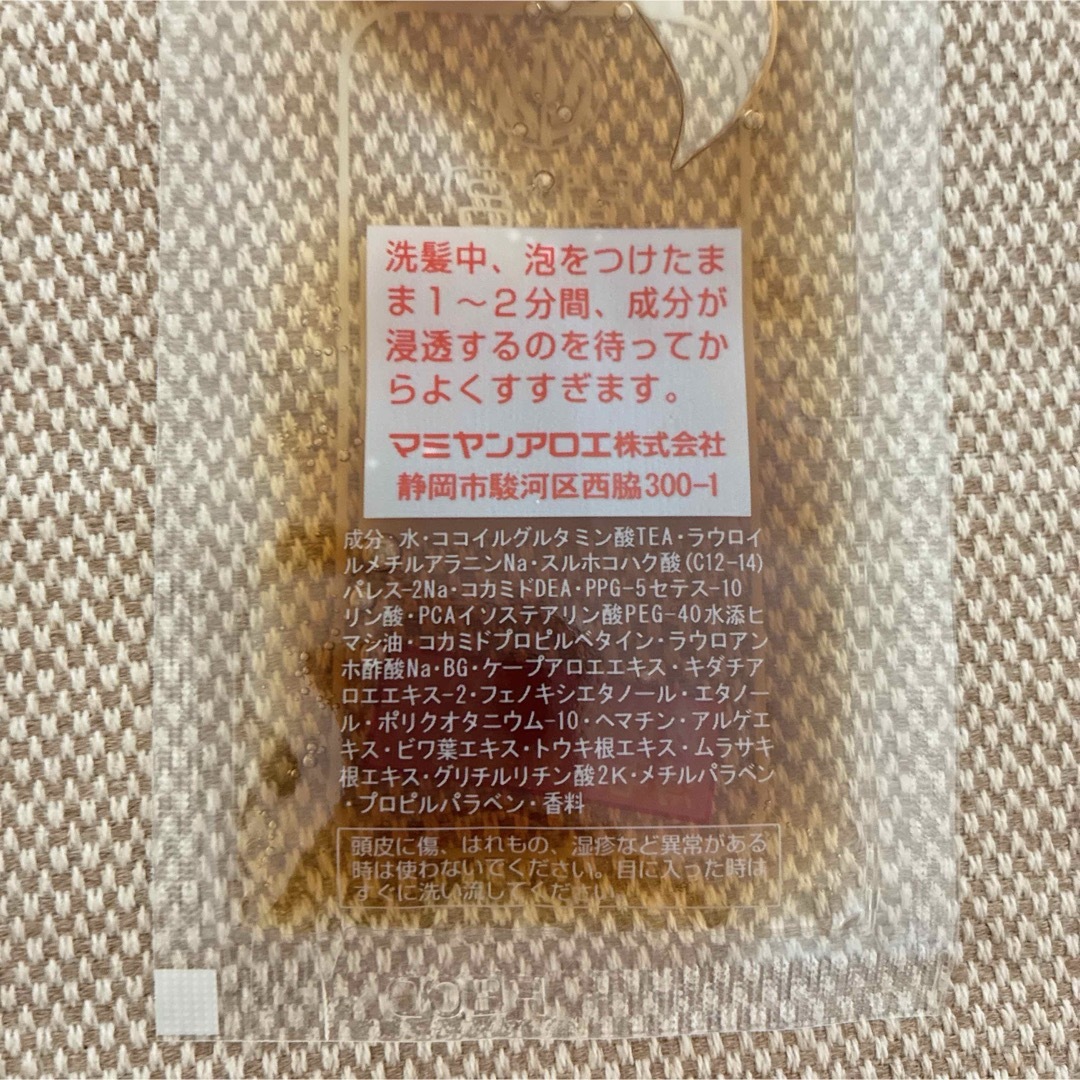 洗髪中、泡をつけたま
ま1～2分間、成分が
浸透するのを待ってか
らよくすすぎます。
マミヤンアロエ株式会社
静岡市駿河区西脇300-1
成分:水・ココイルグルタミン酸TEA・ラウロイ
ルメチルアラニンNa・スルホコハク酸(C12-14)
パレス-2Na・コカミドDEA・PPG-5セテス-10
リン酸・PCAイソステアリン酸PEG-40水添ヒ
マシ油・コカミドプロピルベタイン・ラウロアン
ホ酢酸Na・BG・ケープアロエエキス・キダチア
ロエエキス-2・フェノキシエタノール・エタノー
ル・ポリクオタニウム-10・ヘマチン・アルゲエ
キス・ビワ葉エキス・トウキ根エキス・ムラサキ
根エキス・グリチルリチン酸2K・メチルパラベン
・プロピルパラベン・香料
頭皮に傷、はれもの、湿疹など異常がある
時は使わないでください。目に入った時は
すぐに洗い流してください。